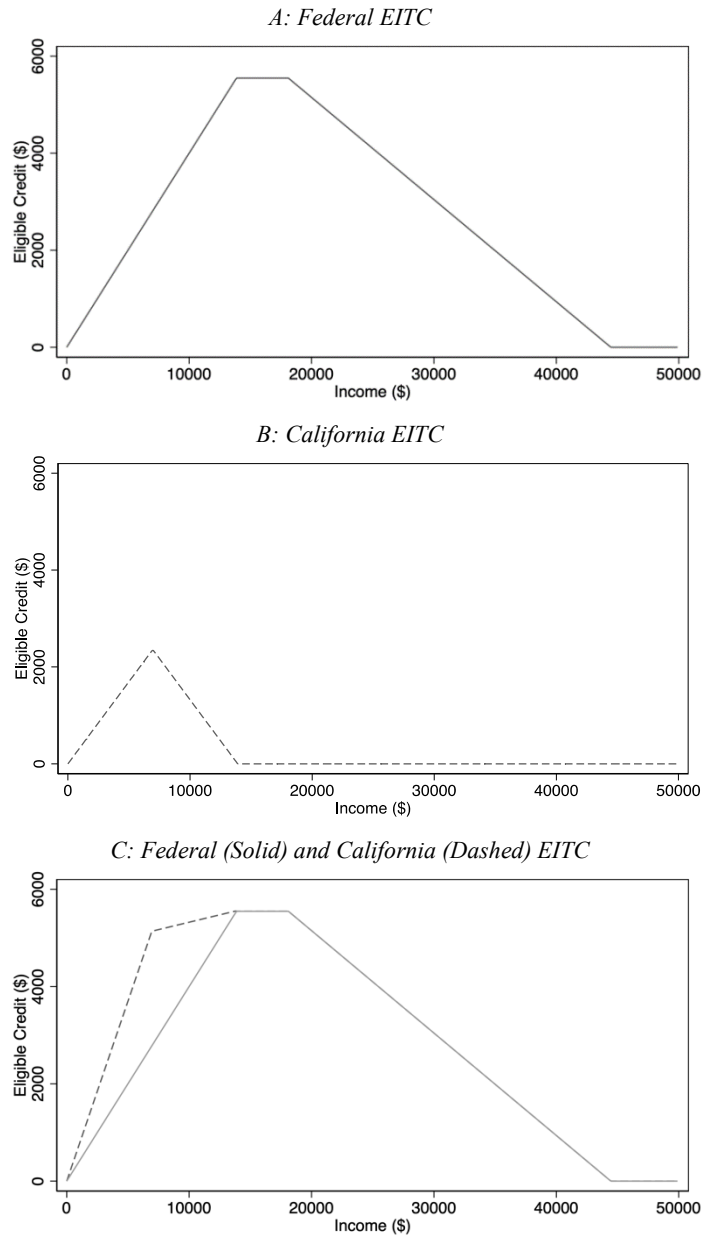 A: Federal EITC
6000
4000
2000
0
Eligible Credit ($)
0 10000 20000 30000 40000 50000
Income ($)
B: California EITC
6000
4000
2000
0
Eligible Credit ($)
0 10000 20000 30000 40000 50000
Income ($)
C: Federal (Solid) and California (Dashed) EITC
6000
4000
2000
0
Eligible Credit ($)
0 10000 20000 30000 40000 50000
Income ($)